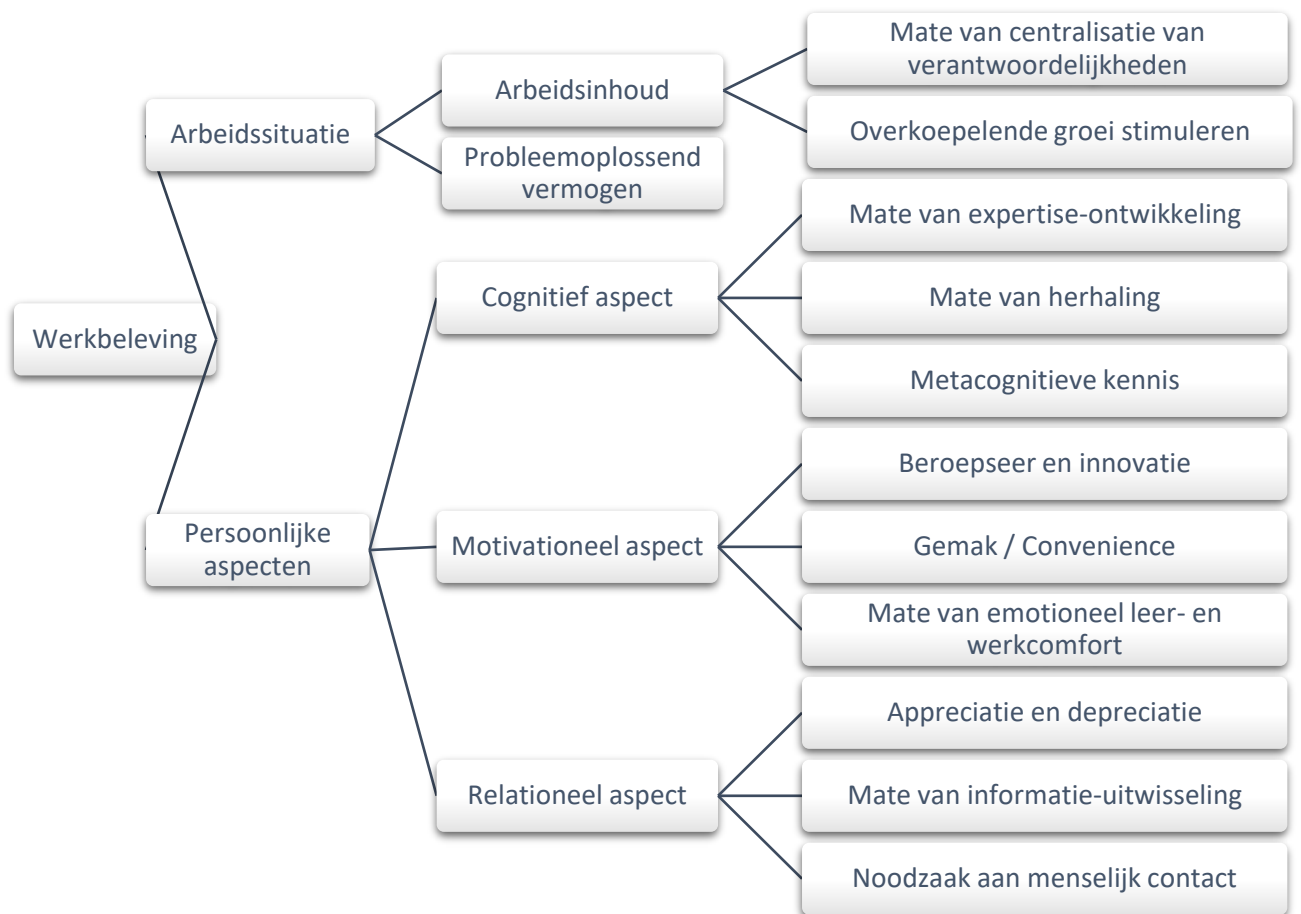 Werkbeleving
Arbeidssituatie
Arbeidsinhoud
Mate van centralisatie van
verantwoordelijkheden
Overkoepelende groei stimuleren
Probleemoplossend
vermogen
Persoonlijke
aspecten
Cognitief aspect
Mate van expertise-ontwikkeling
Mate van herhaling
Metacognitieve kennis
Motivationeel aspect
Beroepseer en innovatie
Gemak / Convenience
Mate van emotioneel leer- en
werkcomfort
Relationeel aspect
Appreciatie en depreciatie
Mate van informatie-uitwisseling
Noodzaak aan menselijk contact